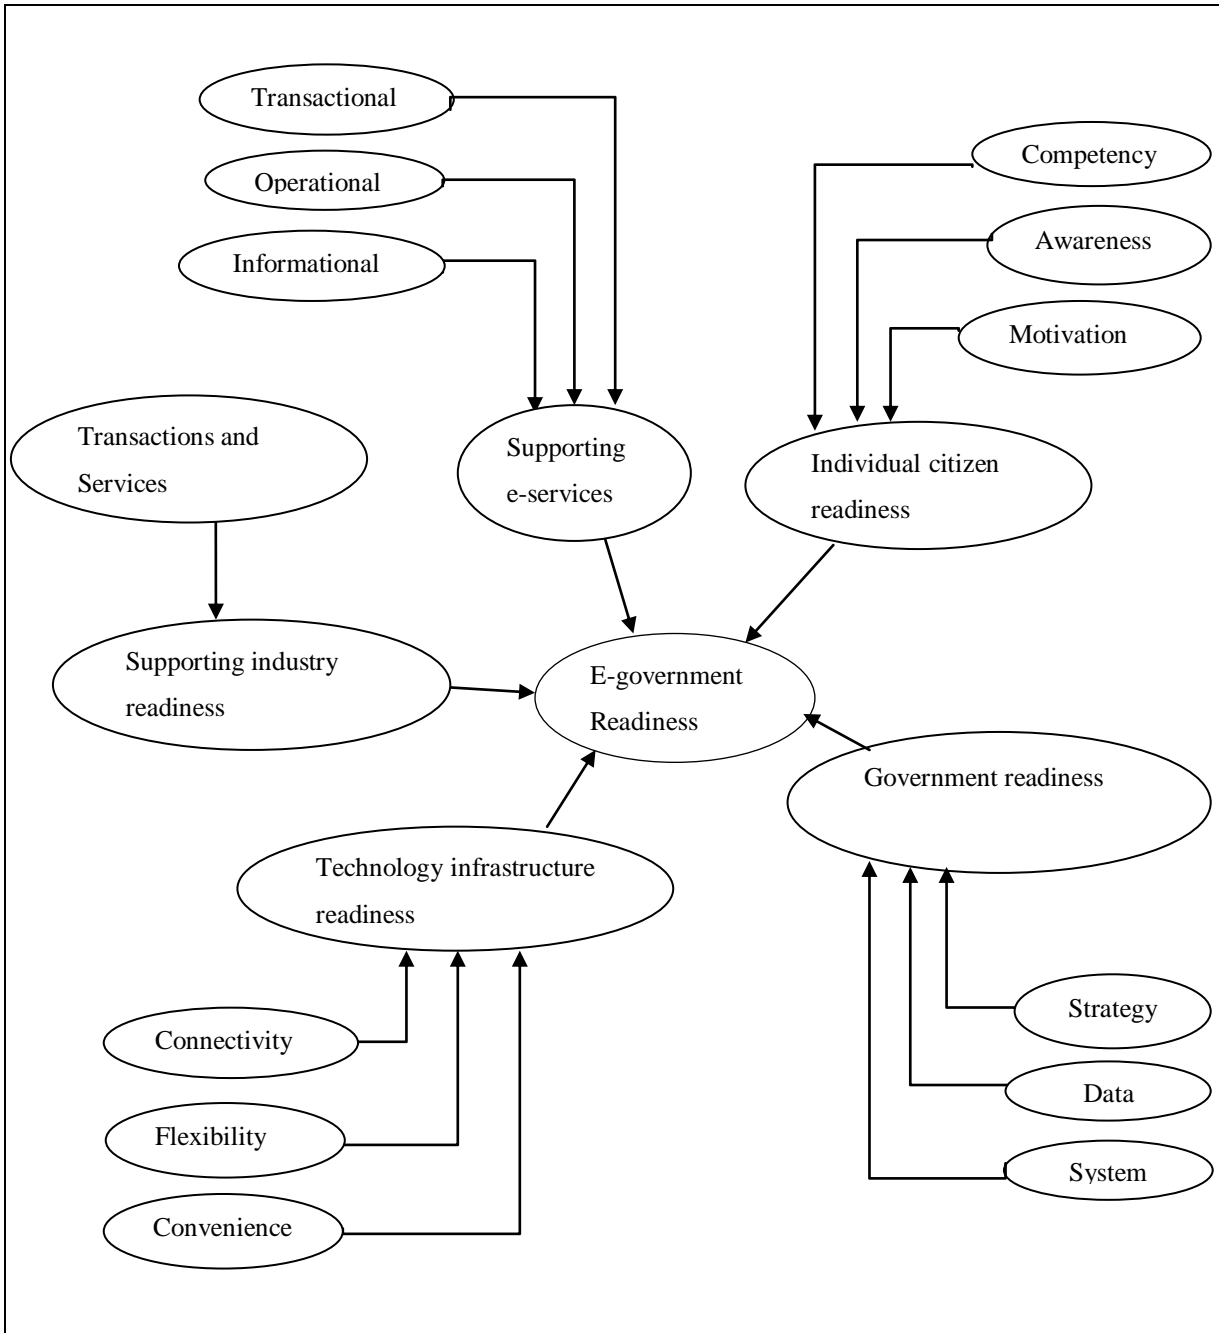 Transactional
Operational
Informational
Competency
Awareness
Motivation
Transactions and
Services
Supporting
e-services
Individual citizen
readiness
Supporting industry
readiness
E-government
Readiness
Government readiness
Technology infrastructure
readiness
Connectivity
Flexibility
Convenience
Strategy
Data
System